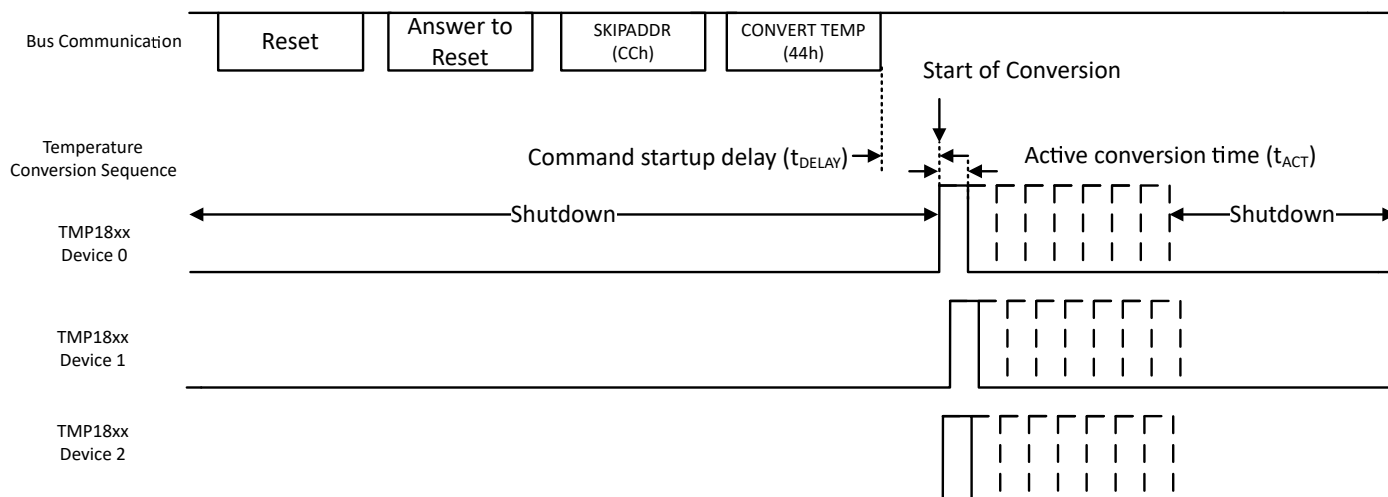 Bus Communication
Reset
Answer to
Reset
SKIPADDR
(CCh)
CONVERT TEMP
(44h)
Start of Conversion
Temperature
Conversion Sequence
Command startup delay (tDELAY)
Active conversion time (tACT)
Shutdown
Shutdown
TMP18xx
Device 0
TMP18xx
Device 1
TMP18xx
Device 2